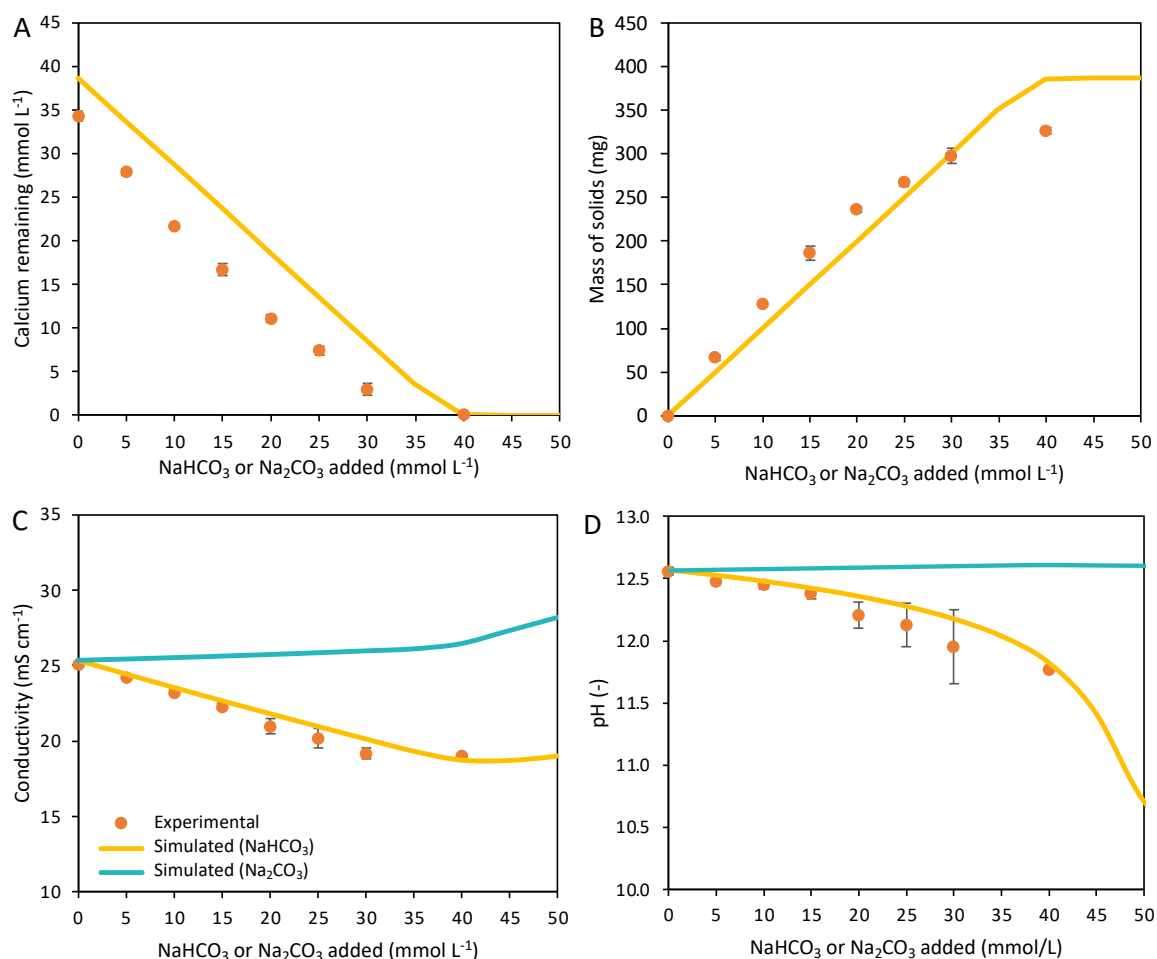 A
Calcium remaining (mmol L⁻¹)
45
40
35
30
25
20
15
10
5
0
0 5 10 15 20 25 30 35 40 45 50
NaHCO₃ or Na₂CO₃ added (mmol L⁻¹)
B
Mass of solids (mg)
450
400
350
300
250
200
150
100
50
0
0 5 10 15 20 25 30 35 40 45 50
NaHCO₃ or Na₂CO₃ added (mmol L⁻¹)
C
Conductivity (mS cm⁻¹)
35
30
25
20
15
10
Experimental
Simulated (NaHCO₃)
Simulated (Na₂CO₃)
0 5 10 15 20 25 30 35 40 45 50
NaHCO₃ or Na₂CO₃ added (mmol L⁻¹)
D
pH (-)
13.0
12.5
12.0
11.5
11.0
10.5
10.0
0 5 10 15 20 25 30 35 40 45 50
NaHCO₃ or Na₂CO₃ added (mmol/L)